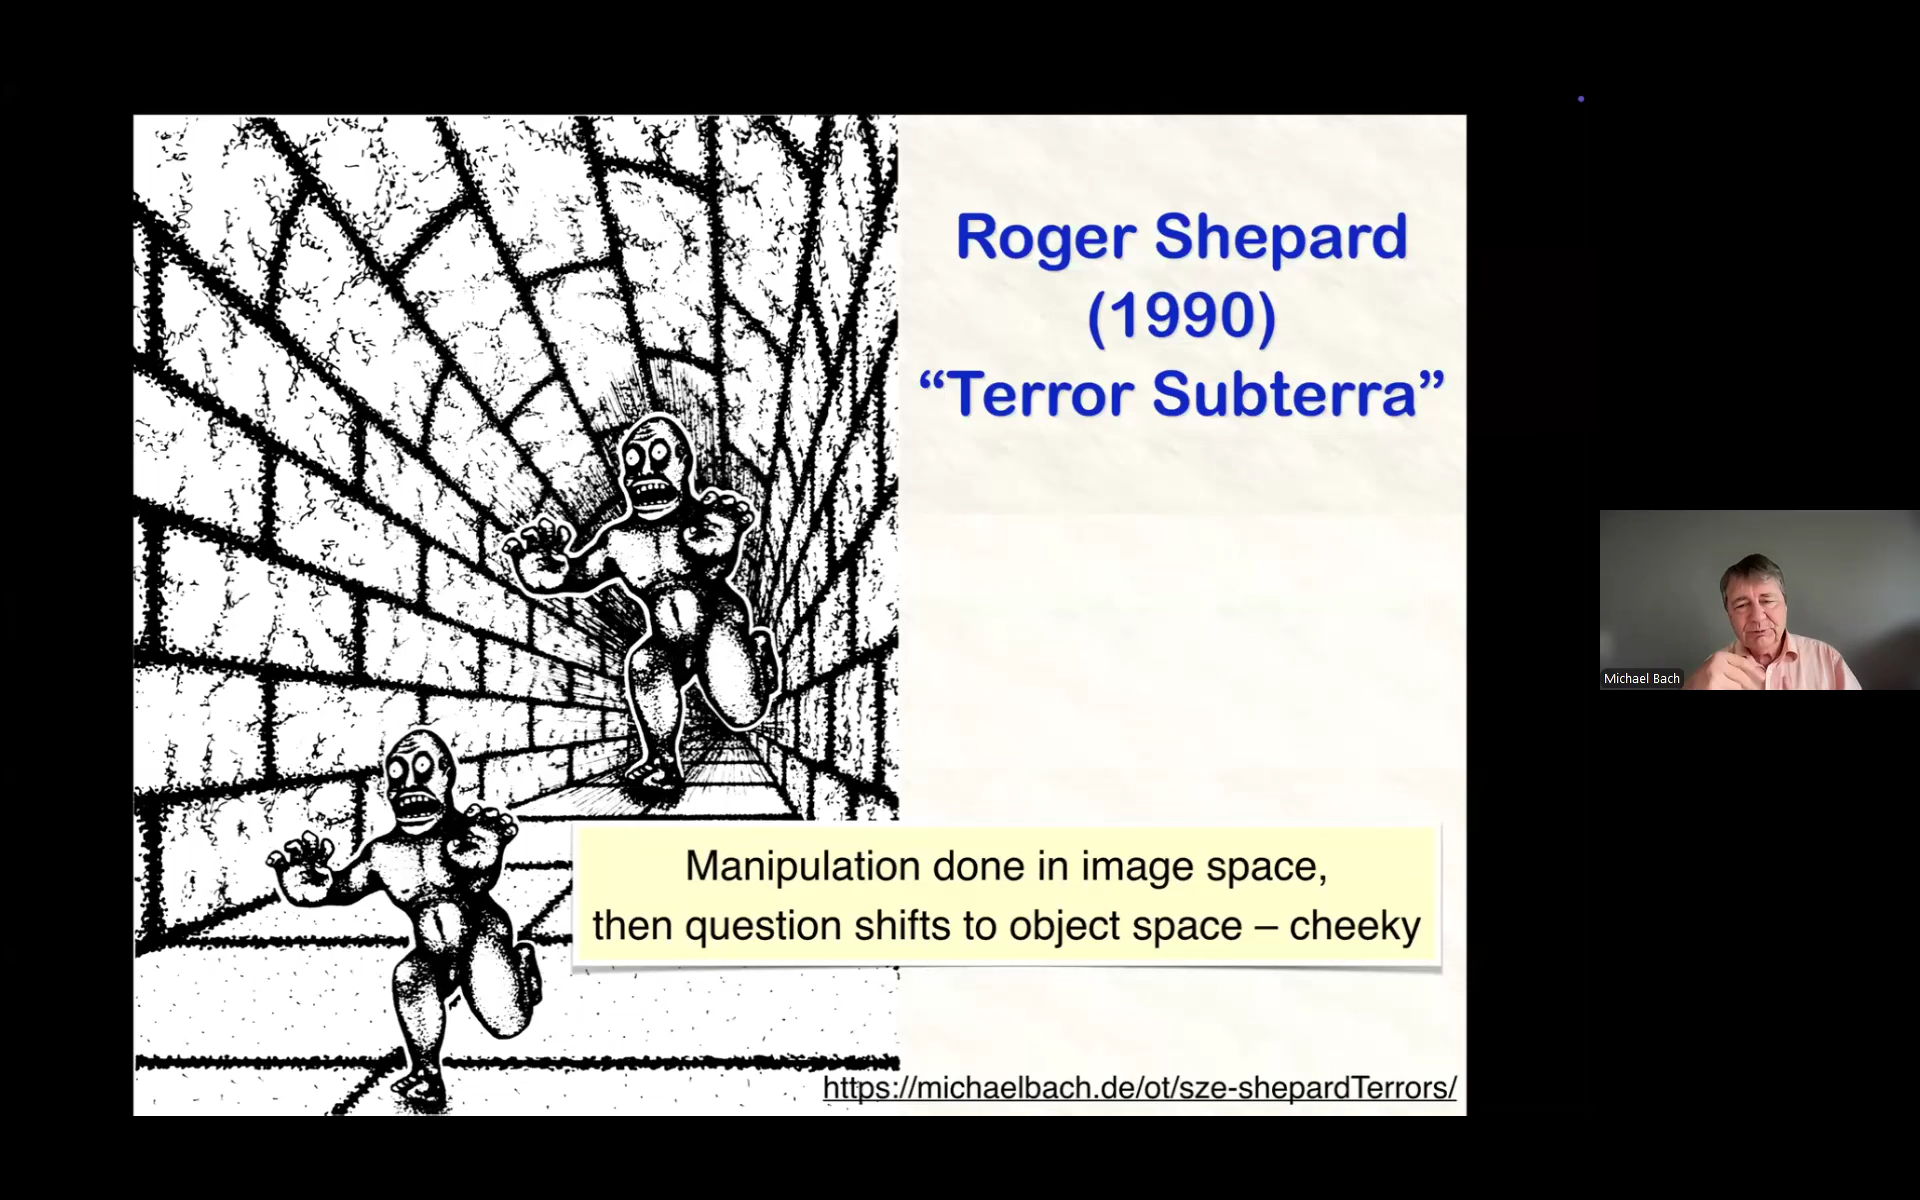 Roger Shepard
(1990)
“Terror Subterra”
Manipulation done in image space,
then question shifts to object space – cheeky
https://michaelbach.de/ot/sze-shepardTerrors/
Michael Bach